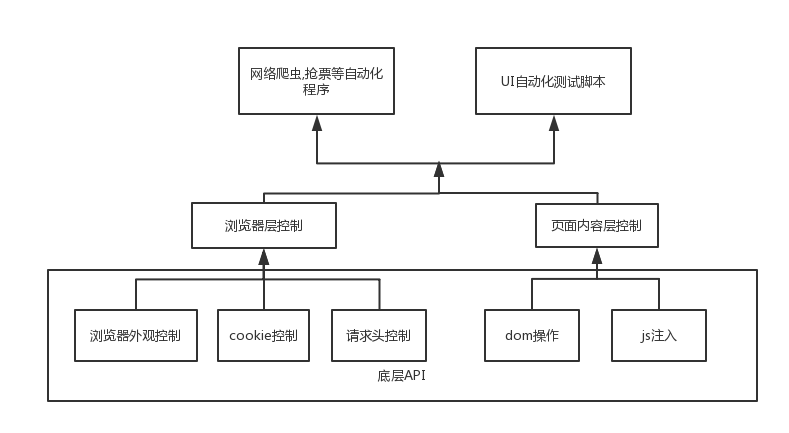 网络爬虫,抢票等自动化
程序
UI自动化测试脚本
浏览器层控制
页面内容层控制
浏览器外观控制
cookie控制
请求头控制
dom操作
js注入
底层API